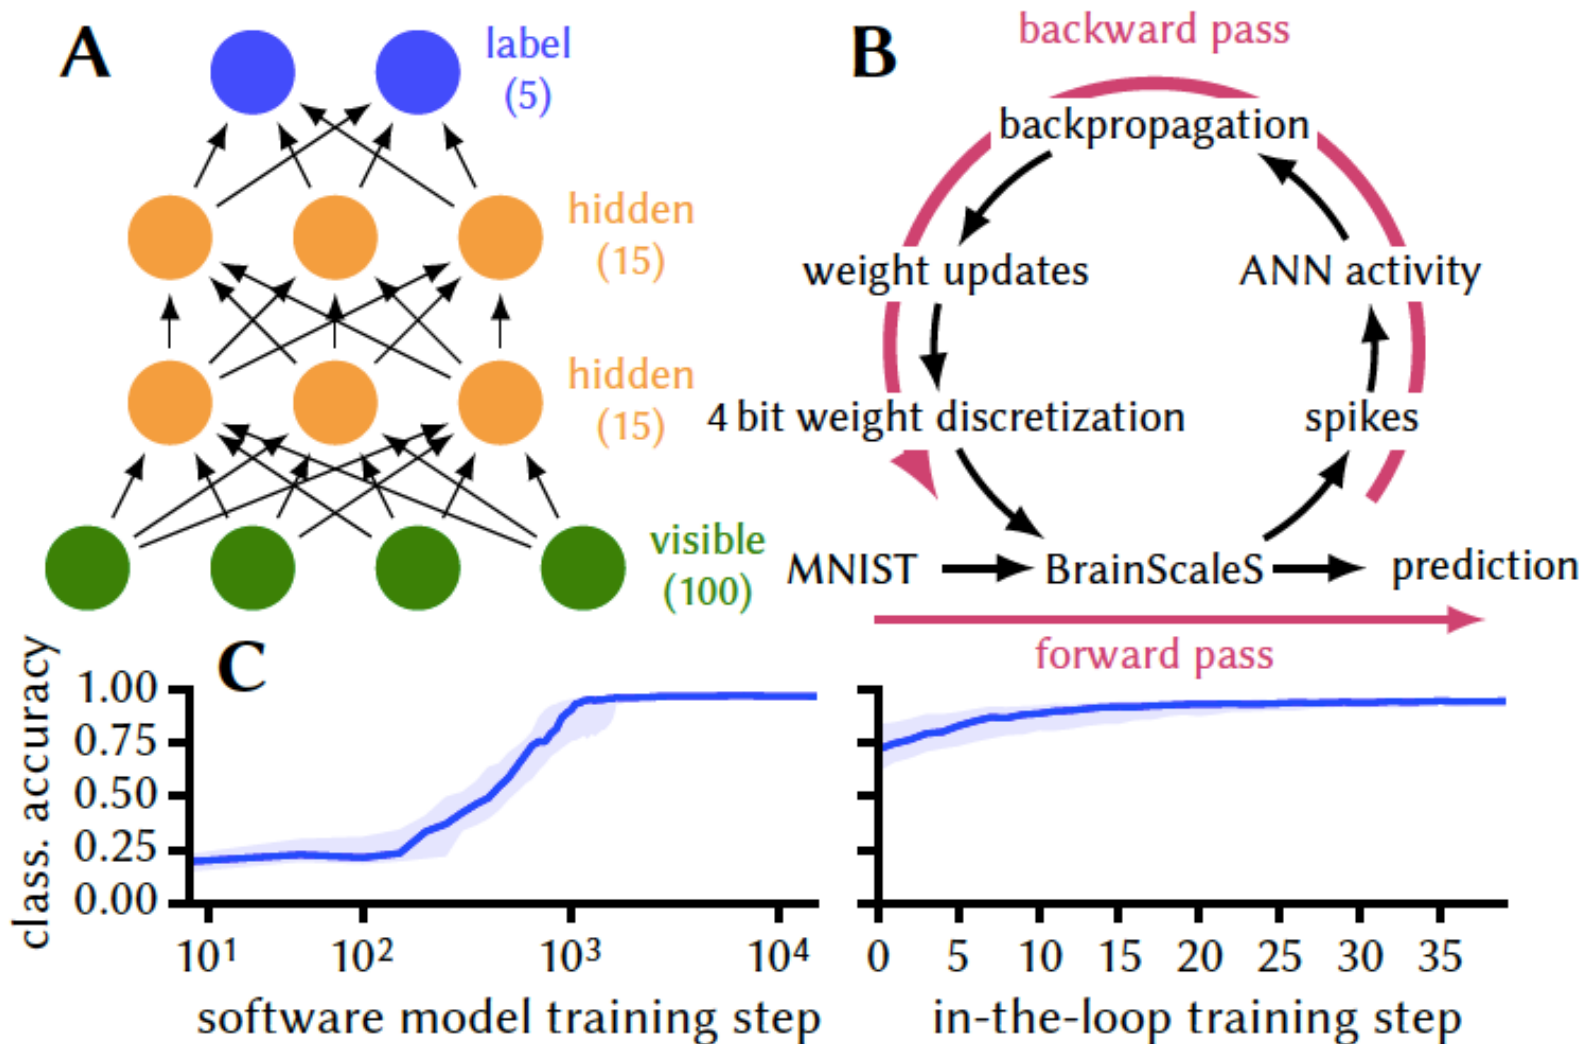 A
label
(5)
hidden
(15)
hidden
(15)
visible
(100)
B
backward pass
backpropagation
weight updates
ANN activity
4 bit weight discretization
spikes
MNIST
BrainScaleS
prediction
forward pass
C
class. accuracy
1.00
0.75
0.50
0.25
0.00
10¹
10²
10³
10⁴
software model training step
0 5 10 15 20 25 30 35
in-the-loop training step